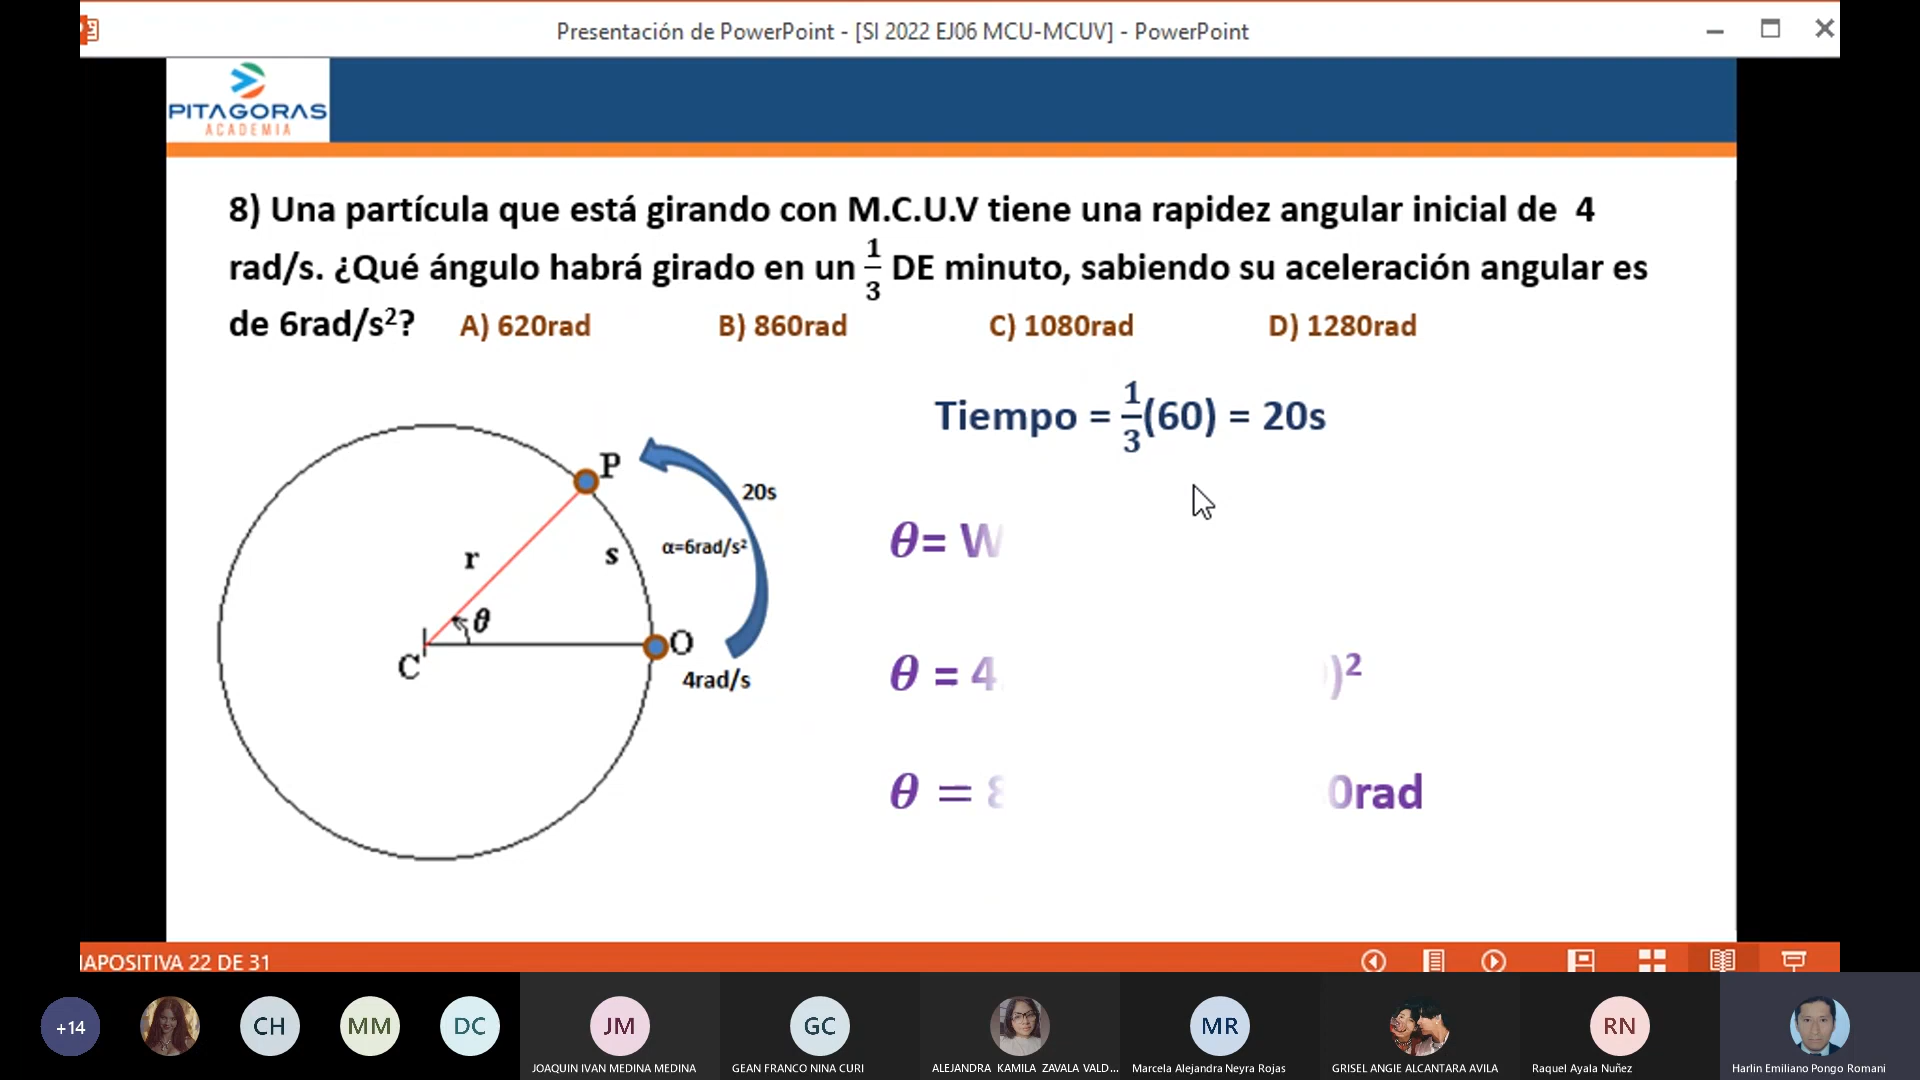 Presentación de PowerPoint - [SI 2022 EJ06 MCU-MCUV] - PowerPoint
PITAGORAS
ACADEMIA
8) Una partícula que está girando con M.C.U.V tiene una rapidez angular inicial de 4
rad/s. ¿Qué ángulo habrá girado en un 1/3 DE minuto, sabiendo su aceleración angular es
de 6rad/s²? A) 620rad B) 860rad C) 1080rad D) 1280rad
Tiempo = 1/3(60) = 20s
P
20s
α=6rad/s²
r
s
θ
C
O
4rad/s
θ= W
θ = 4 )²
θ = 8 0rad
IAPOSITIVA 22 DE 31
+14
CH
MM
DC
JM
GC
MR
RN
JOAQUIN IVAN MEDINA MEDINA
GEAN FRANCO NINA CURI
ALEJANDRA KAMILA ZAVALA VALD...
Marcela Alejandra Neyra Rojas
GRISEL ANGIE ALCANTARA AVILA
Raquel Ayala Nuñez
Harlin Emiliano Pongo Romani